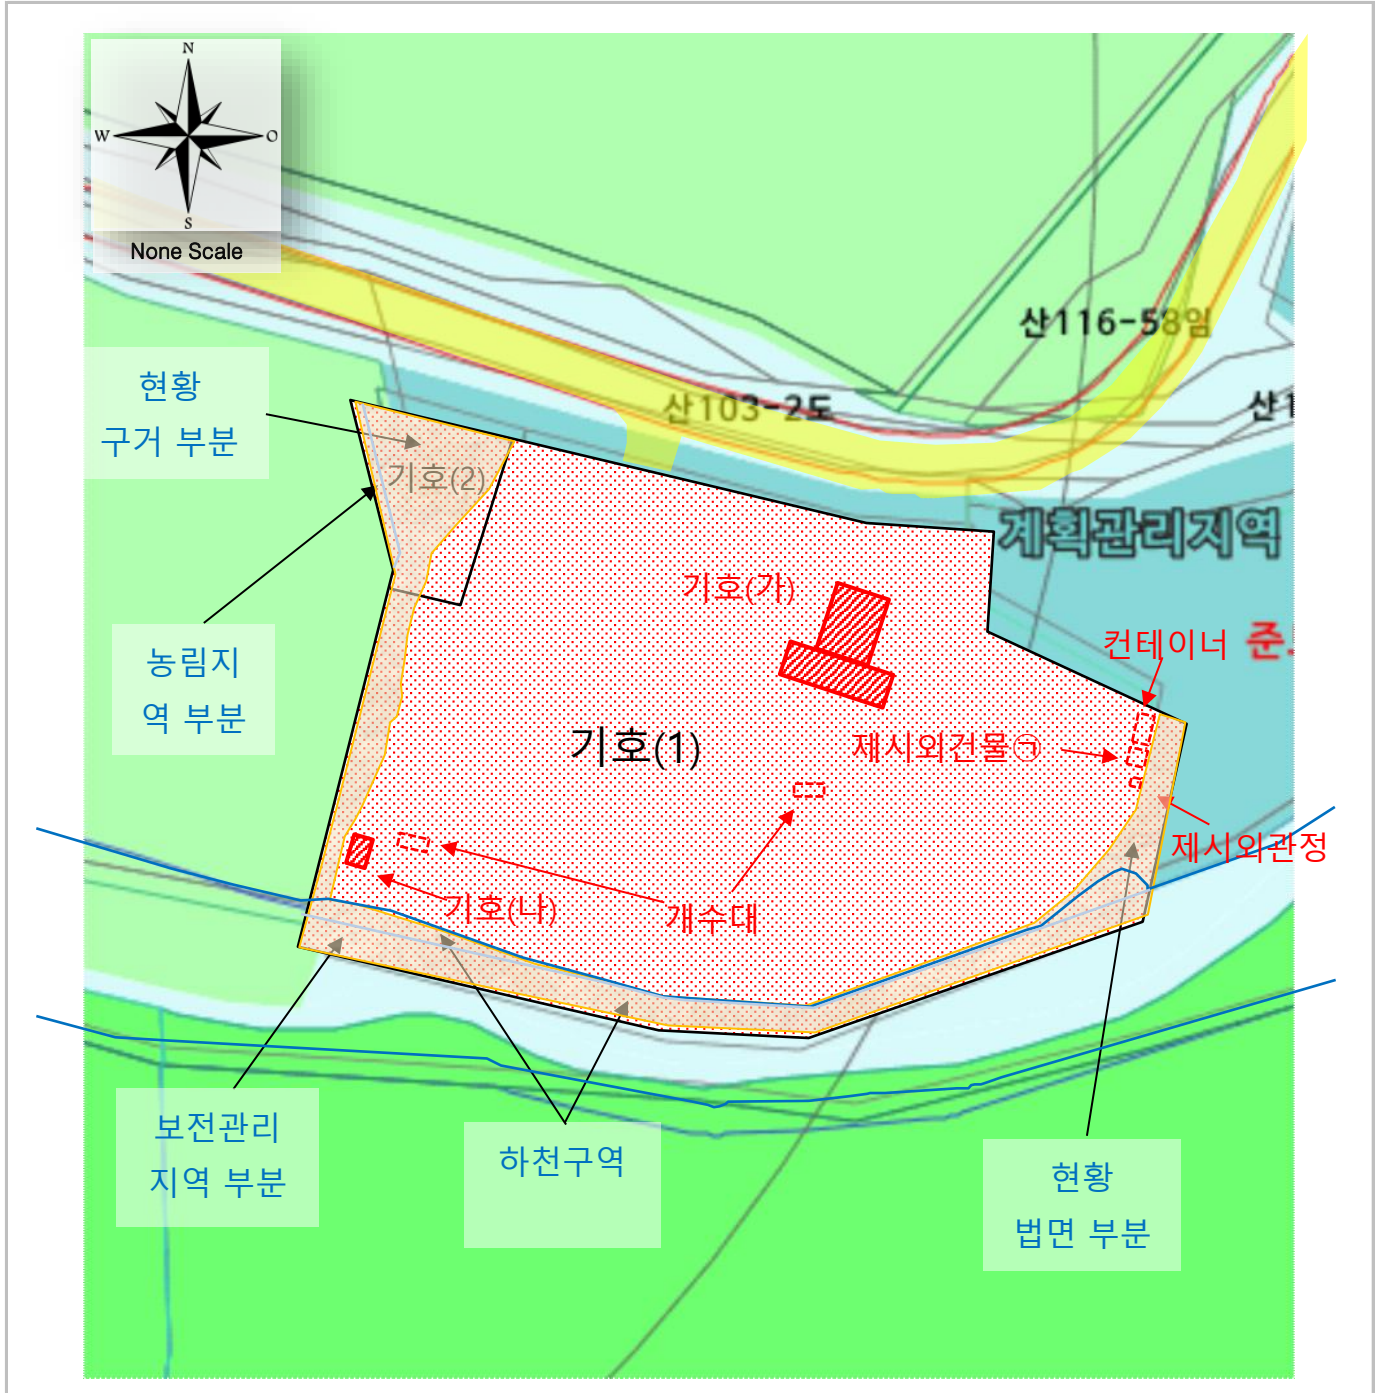 N
W
O
S
None Scale
산116-58임
현황
구거 부분
산103-2도
산1
기호(2)
계획관리지역
기호(가)
컨테이너
준.
농림지
역 부분
기호(1)
제시외건물㉠
제시외관정
기호(나)
개수대
보전관리
지역 부분
하천구역
현황
법면 부분